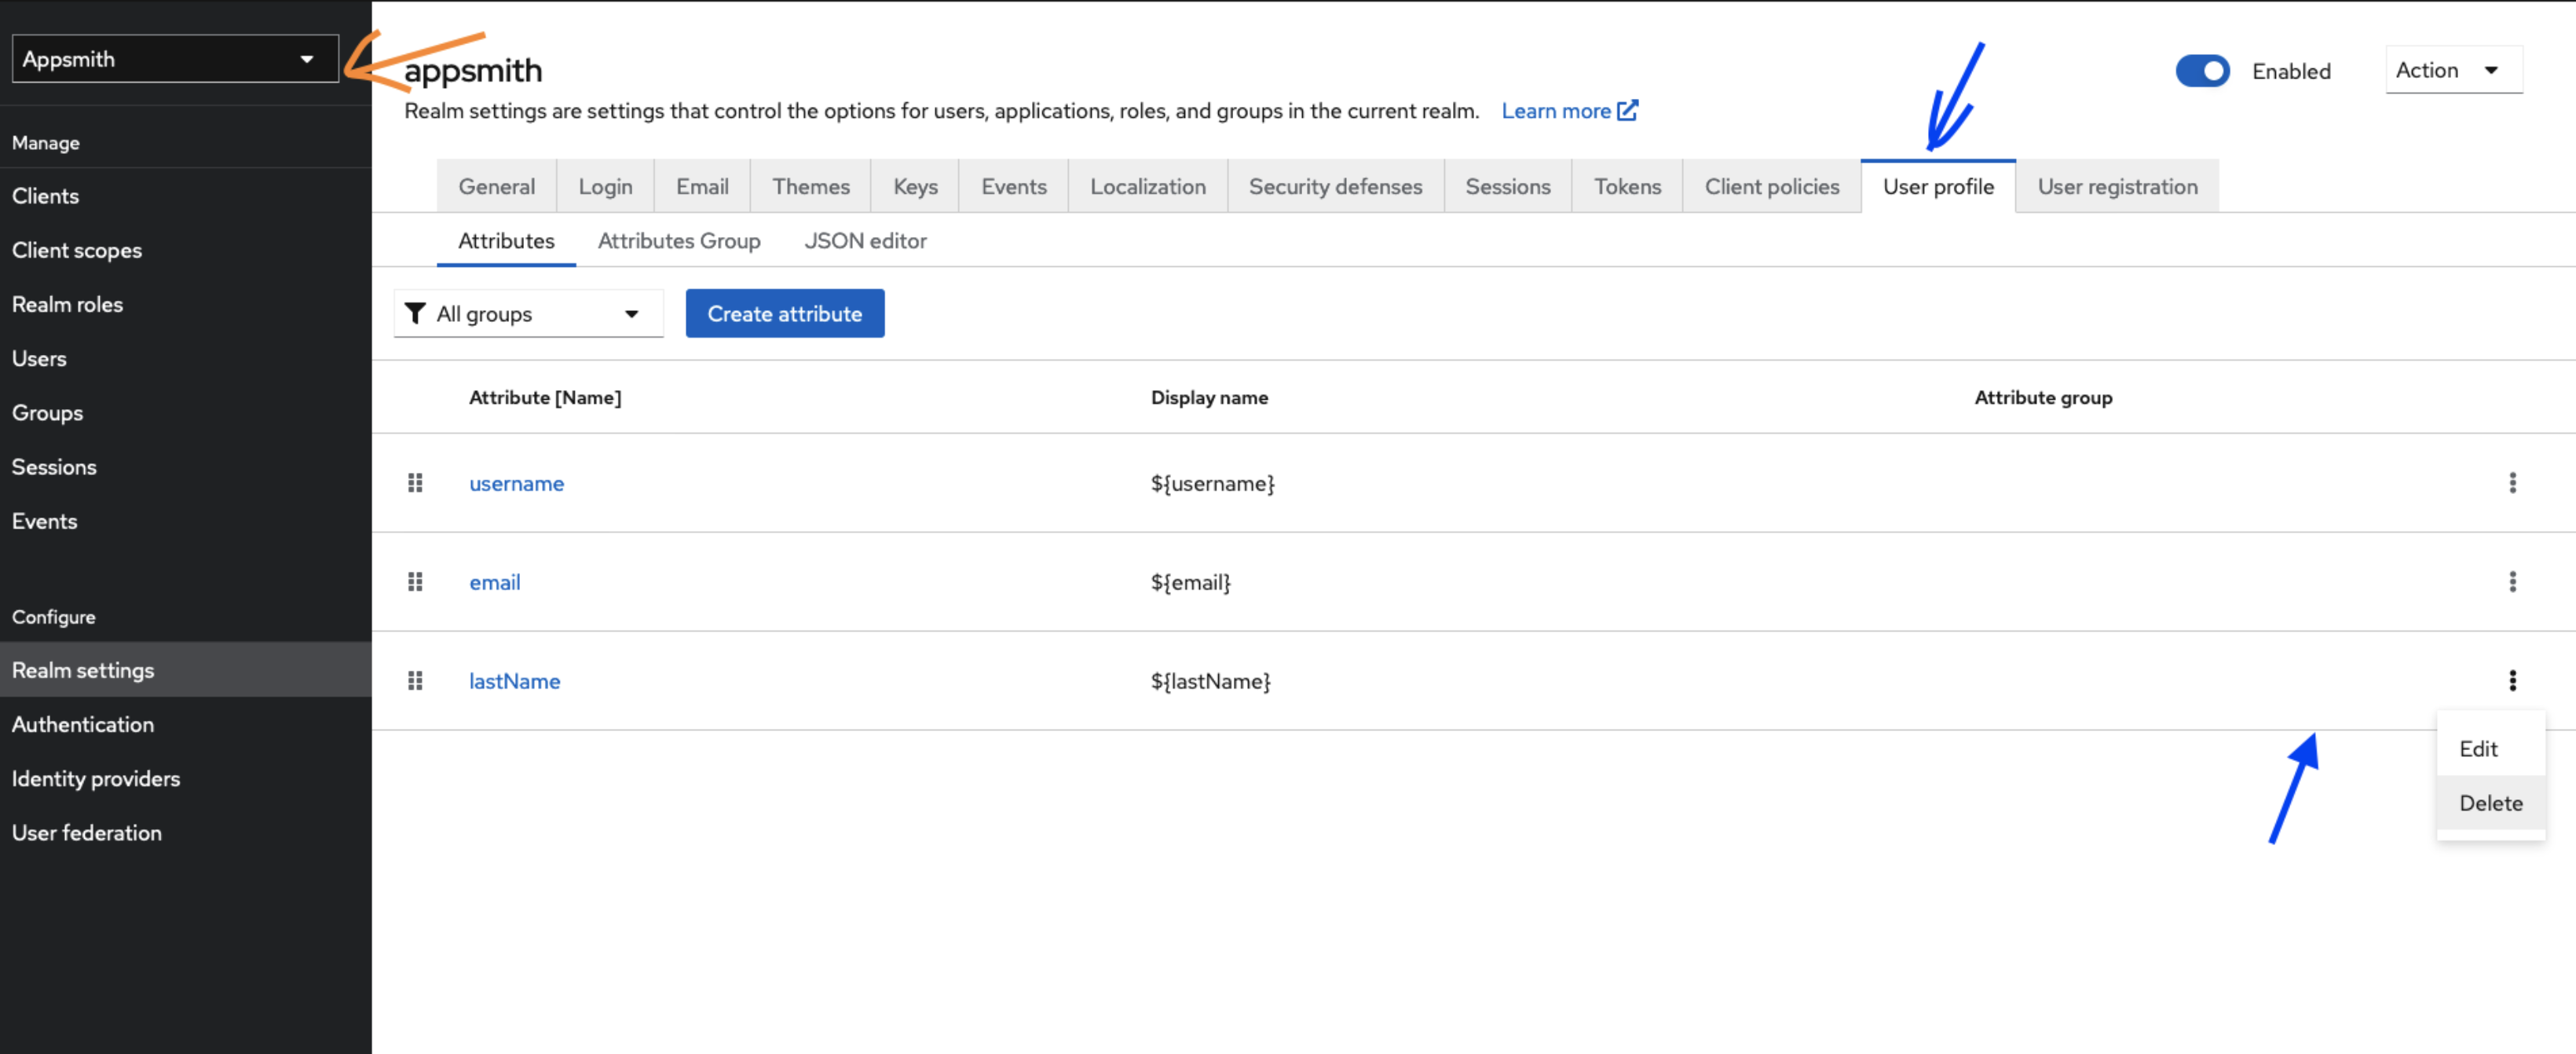 Appsmith
Manage
Clients
Client scopes
Realm roles
Users
Groups
Sessions
Events
Configure
Realm settings
Authentication
Identity providers
User federation
appsmith
Enabled
Action
Realm settings are settings that control the options for users, applications, roles, and groups in the current realm. Learn more
General Login Email Themes Keys Events Localization Security defenses Sessions Tokens Client policies User profile User registration
Attributes Attributes Group JSON editor
All groups Create attribute
Attribute [Name] Display name Attribute group
username ${username}
email ${email}
lastName ${lastName}
Edit
Delete